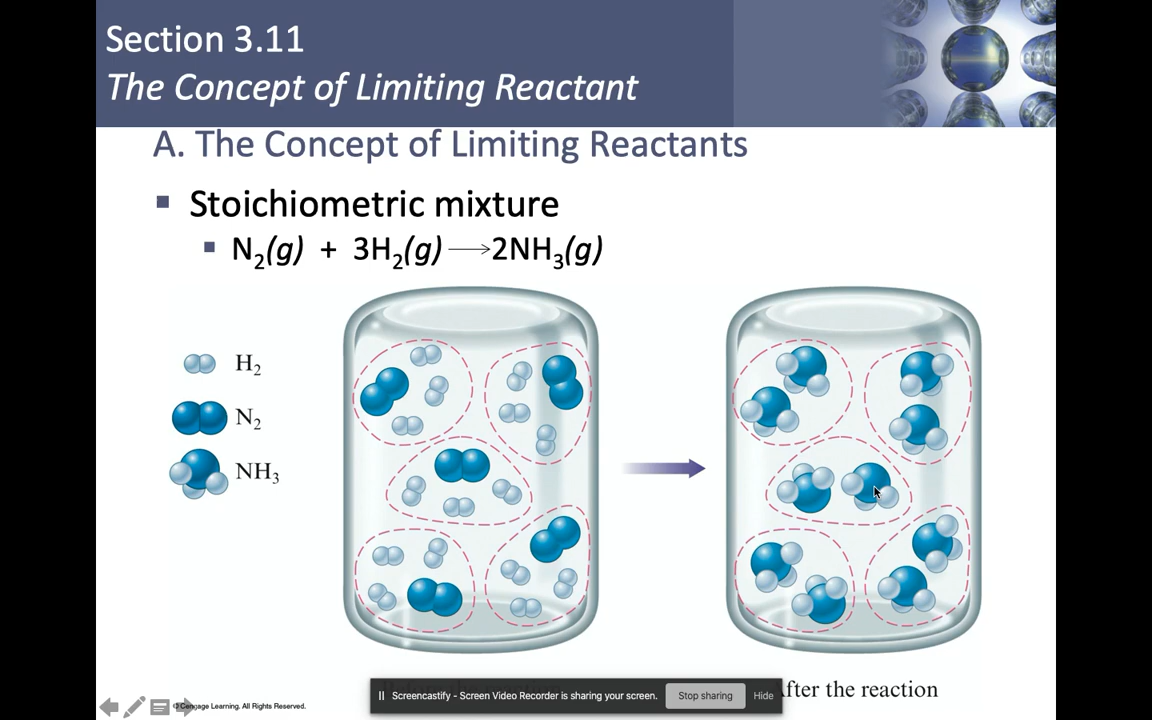 Section 3.11
The Concept of Limiting Reactant
A. The Concept of Limiting Reactants
Stoichiometric mixture
N₂(g) + 3H₂(g) ⟶ 2NH₃(g)
H₂
N₂
NH₃
After the reaction
Screencastify - Screen Video Recorder is sharing your screen.
Stop sharing
Hide
Cengage Learning. All Rights Reserved.